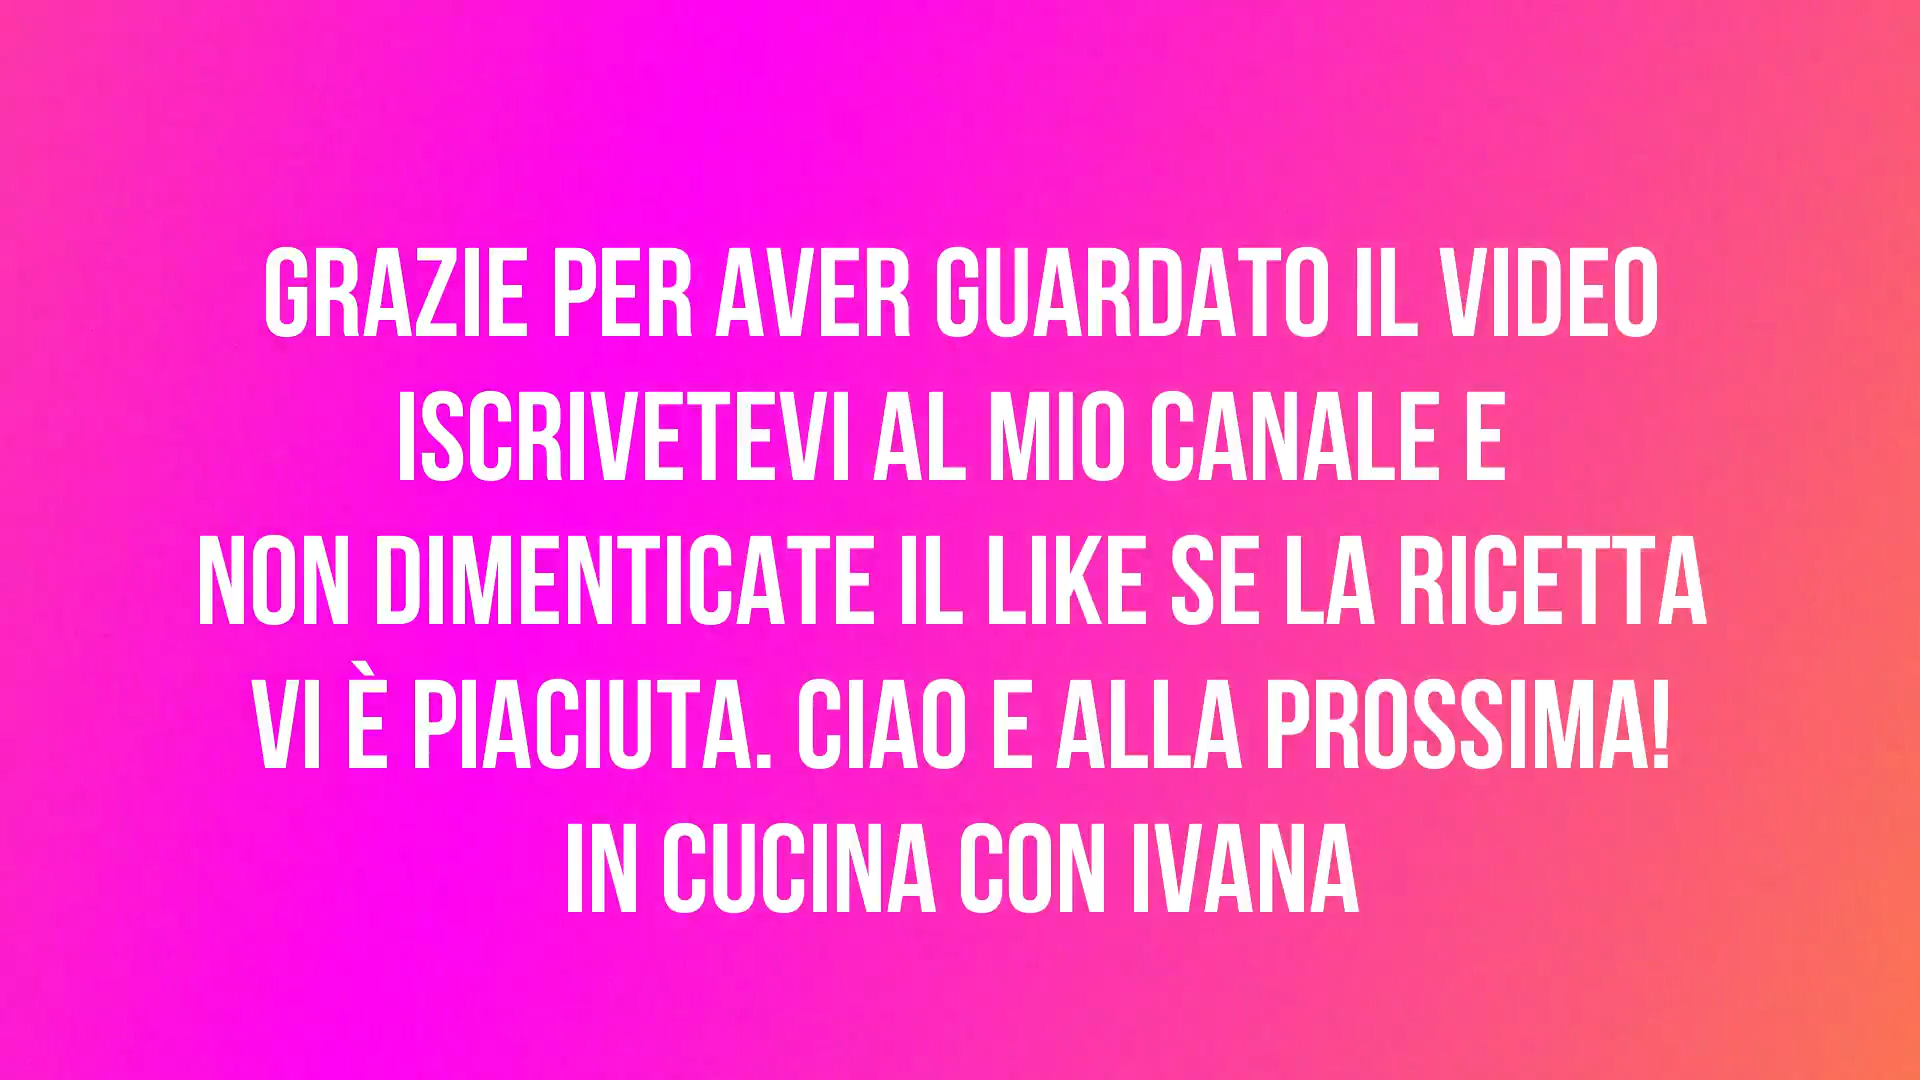 GRAZIE PER AVER GUARDATO IL VIDEO
ISCRIVETEVI AL MIO CANALE E
NON DIMENTICATE IL LIKE SE LA RICETTA
VI È PIACIUTA. CIAO E ALLA PROSSIMA!
IN CUCINA CON IVANA